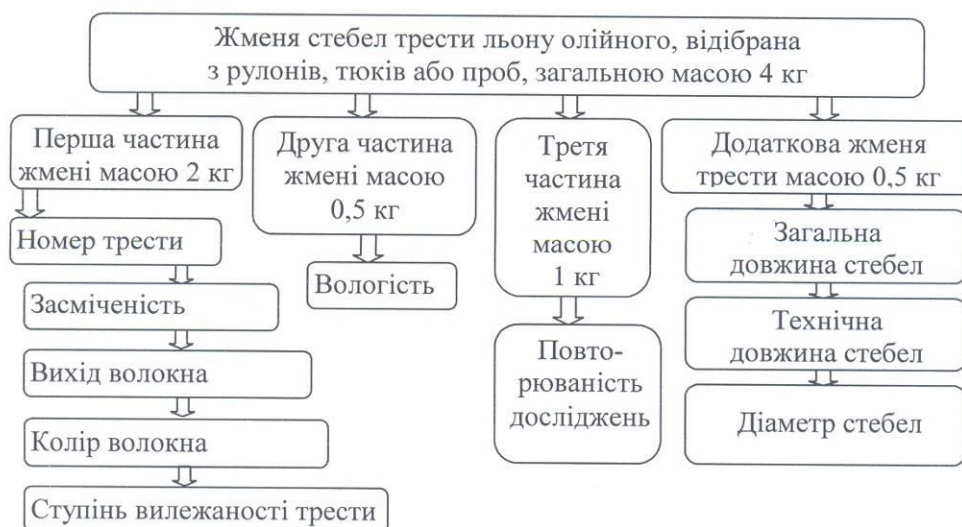 Жменя стебел трести льону олійного, відібрана
з рулонів, тюків або проб, загальною масою 4 кг
Перша частина
жмені масою 2 кг
Номер трести
Засміченість
Вихід волокна
Колір волокна
Ступінь вилежаності трести
Друга частина
жмені масою
0,5 кг
Вологість
Третя
частина
жмені
масою
1 кг
Повто-
рюваність
досліджень
Додаткова жменя
трести масою 0,5 кг
Загальна
довжина стебел
Технічна
довжина стебел
Діаметр стебел